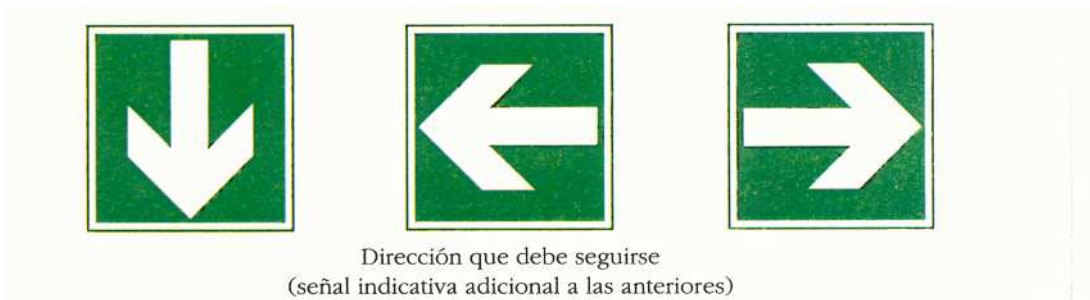 Dirección que debe seguirse
(señal indicativa adicional a las anteriores)